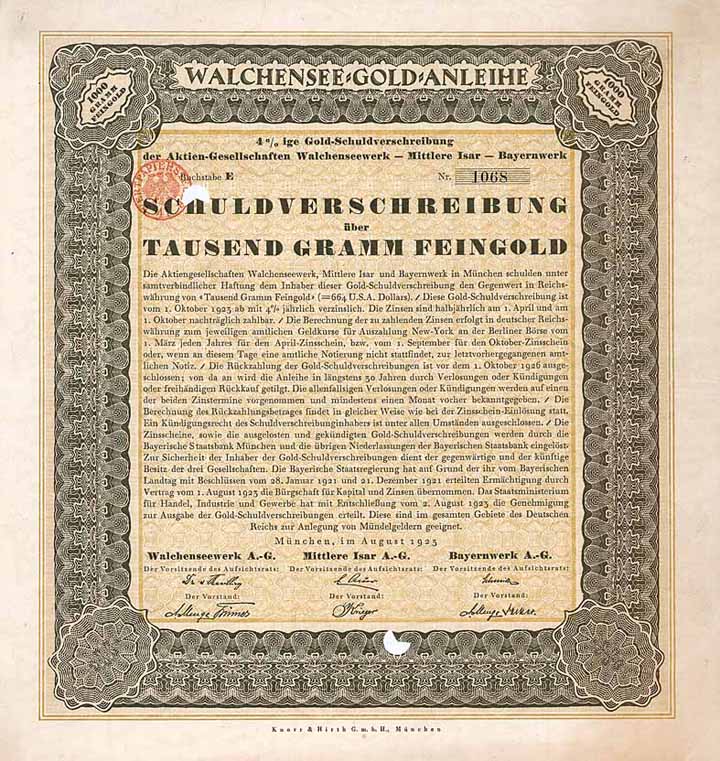 WALCHENSEE-GOLD-ANLEIHE
1000
GRAMM
FEINGOLD
1000
GRAMM
FEINGOLD
4% ige Gold-Schuldverschreibung
der Aktien-Gesellschaften Walchenseewerk — Mittlere Isar — Bayernwerk
Buchstabe E Nr. 1068
SCHULDVERSCHREIBUNG
über
TAUSEND GRAMM FEINGOLD
Die Aktiengesellschaften Walchenseewerk, Mittlere Isar und Bayernwerk in München schulden unter
samtverbindlicher Haftung dem Inhaber dieser Gold-Schuldverschreibung den Gegenwert in Reichs-
währung von «Tausend Gramm Feingold» (=664 U.S.A. Dollars). / Diese Gold-Schuldverschreibung ist
vom 1. Oktober 1923 ab mit 4% jährlich verzinslich. Die Zinsen sind halbjährlich am 1. April und am
1. Oktober nachträglich zahlbar. / Die Berechnung der zu zahlenden Zinsen erfolgt in deutscher Reichs-
währung zum jeweiligen amtlichen Geldkurse für Auszahlung New-York an der Berliner Börse vom
1. März jeden Jahres für den April-Zinsschein, bzw. vom 1. September für den Oktober-Zinsschein
oder, wenn an diesem Tage eine amtliche Notierung nicht stattfindet, zur letztvorhergegangenen amt-
lichen Notiz. / Die Rückzahlung der Gold-Schuldverschreibungen ist vor dem 1. Oktober 1926 ausge-
schlossen; von da an wird die Anleihe in längstens 30 Jahren durch Verlosungen oder Kündigungen
oder freihändigen Rückkauf getilgt. Die allenfallsigen Verlosungen oder Kündigungen werden auf einen
der beiden Zinstermine vorgenommen und mindestens einen Monat vorher bekanntgegeben. / Die
Berechnung des Rückzahlungsbetrages findet in gleicher Weise wie bei der Zinsschein-Einlösung statt.
Ein Kündigungsrecht des Schuldverschreibunginhabers ist unter allen Umständen ausgeschlossen. / Die
Zinsscheine, sowie die ausgelosten und gekündigten Gold-Schuldverschreibungen werden durch die
Bayerische Staatsbank München und die übrigen Niederlassungen der Bayerischen Staatsbank eingelöst.
Zur Sicherheit der Inhaber der Gold-Schuldverschreibungen dient der gegenwärtige und der künftige
Besitz der drei Gesellschaften. Die Bayerische Staatsregierung hat auf Grund der ihr vom Bayerischen
Landtag mit Beschlüssen vom 28. Januar 1921 und 21. Dezember 1921 erteilten Ermächtigung durch
Vertrag vom 1. August 1923 die Bürgschaft für Kapital und Zinsen übernommen. Das Staatsministerium
für Handel, Industrie und Gewerbe hat mit Entschließung vom 2. August 1923 die Genehmigung
zur Ausgabe der Gold-Schuldverschreibungen erteilt. Diese sind im gesamten Gebiete des Deutschen
Reichs zur Anlegung von Mündelgeldern geeignet.
München, im August 1923
Walchenseewerk A.-G. Mittlere Isar A.-G. Bayernwerk A.-G.
Der Vorsitzende des Aufsichtsrats: Der Vorsitzende des Aufsichtsrats: Der Vorsitzende des Aufsichtsrats:
Der Vorstand: Der Vorstand: Der Vorstand:
Krieger
Knorr & Hirth G.m.b.H., München